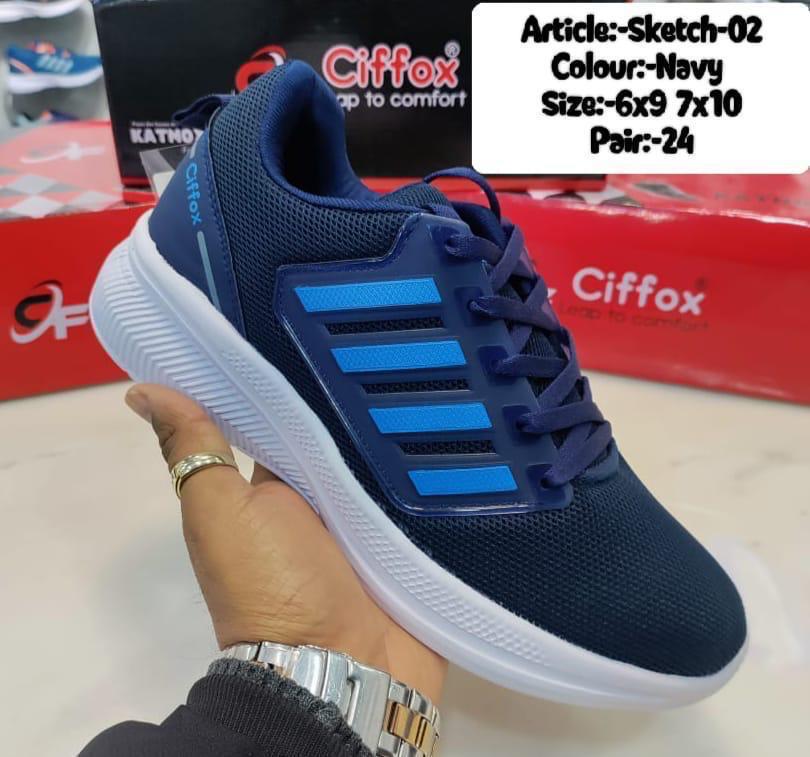 Article:-Sketch-02
Colour:-Navy
Size:-6x9 7x10
Pair:-24
Ciffox®
Leap to comfort
Ciffox
Ciffox
Leap to comfort